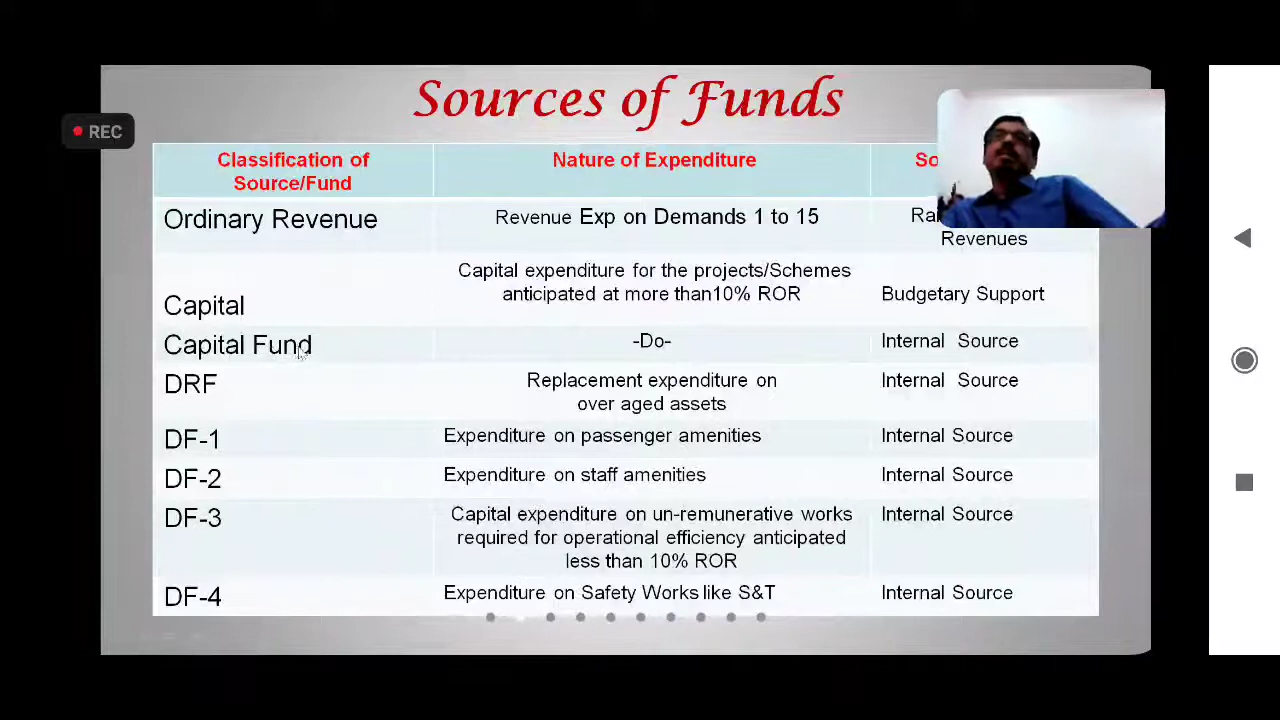 Sources of Funds
REC
Classification of
Source/Fund
Nature of Expenditure
Ordinary Revenue
Revenue Exp on Demands 1 to 15
Revenues
Capital
Capital expenditure for the projects/Schemes
anticipated at more than10% ROR
Budgetary Support
Capital Fund
-Do-
Internal Source
DRF
Replacement expenditure on
over aged assets
Internal Source
DF-1
Expenditure on passenger amenities
Internal Source
DF-2
Expenditure on staff amenities
Internal Source
DF-3
Capital expenditure on un-remunerative works
required for operational efficiency anticipated
less than 10% ROR
Internal Source
DF-4
Expenditure on Safety Works like S&T
Internal Source